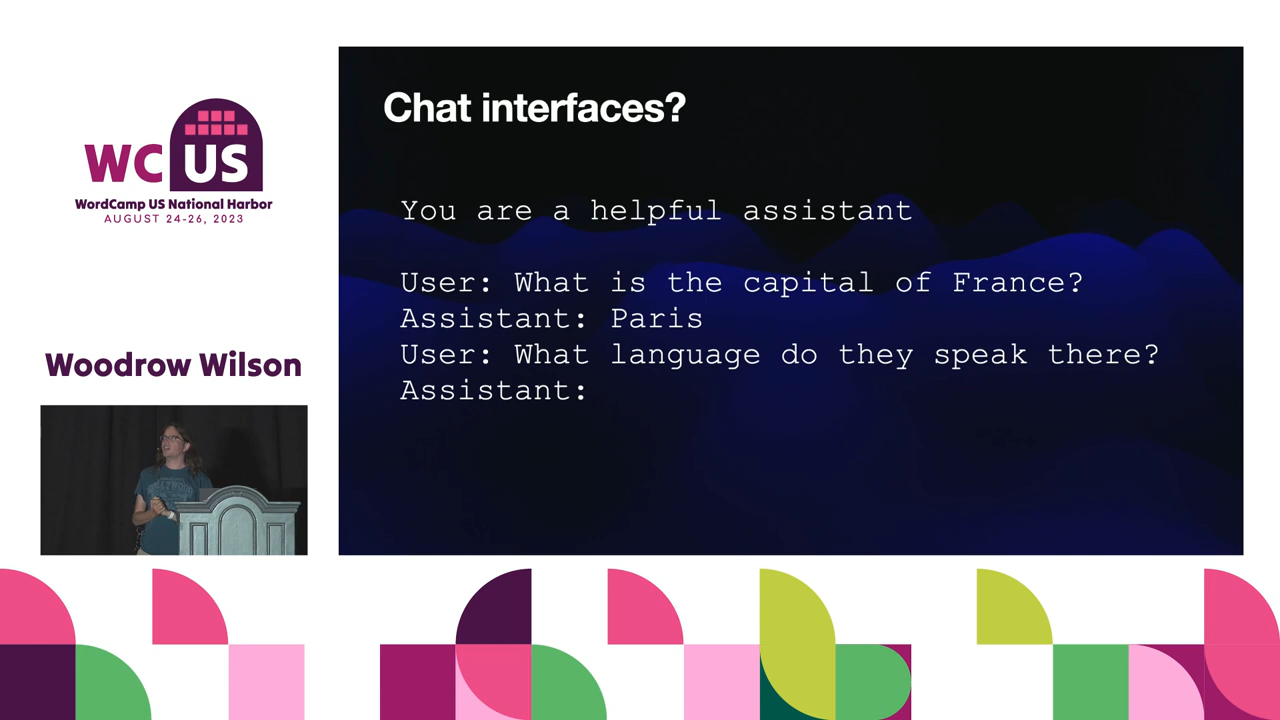 WC US
WordCamp US National Harbor
AUGUST 24-26, 2023
Woodrow Wilson
Chat interfaces?
You are a helpful assistant
User: What is the capital of France?
Assistant: Paris
User: What language do they speak there?
Assistant: